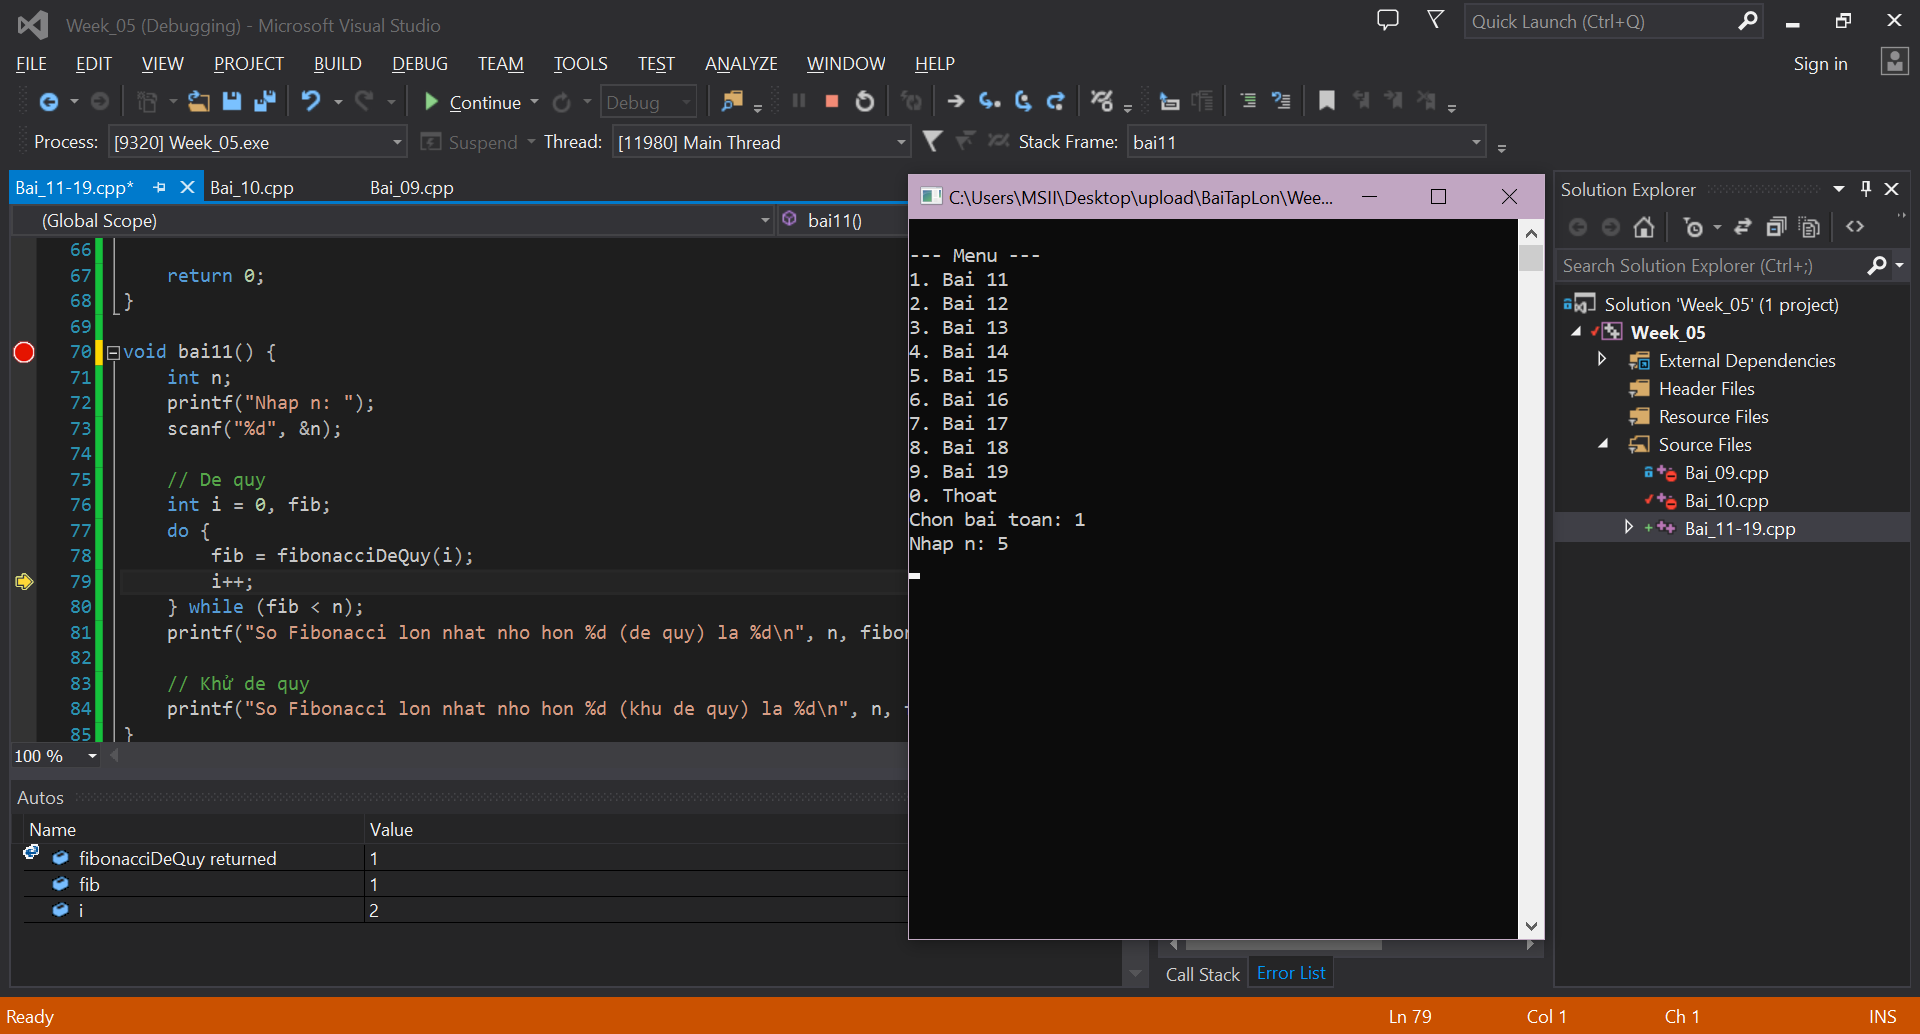 Week_05 (Debugging) - Microsoft Visual Studio
Quick Launch (Ctrl+Q)
FILE EDIT VIEW PROJECT BUILD DEBUG TEAM TOOLS TEST ANALYZE WINDOW HELP
Sign in
Continue
Debug
Process: [9320] Week_05.exe
Suspend
Thread: [11980] Main Thread
Stack Frame: bai11
Bai_11-19.cpp*
Bai_10.cpp
Bai_09.cpp
(Global Scope)
bai11()
66
67 return 0;
68 }
69
70 void bai11() {
71 int n;
72 printf("Nhap n: ");
73 scanf("%d", &n);
74
75 // De quy
76 int i = 0, fib;
77 do {
78 fib = fibonacciDeQuy(i);
79 i++;
80 } while (fib < n);
81 printf("So Fibonacci lon nhat nho hon %d (de quy) la %d\n", n, fibon
82
83 // Khử de quy
84 printf("So Fibonacci lon nhat nho hon %d (khu de quy) la %d\n", n,
85 }
100 %
Autos
Name Value
fibonacciDeQuy returned 1
fib 1
i 2
C:\Users\MSII\Desktop\upload\BaiTapLon\Wee...
--- Menu ---
1. Bai 11
2. Bai 12
3. Bai 13
4. Bai 14
5. Bai 15
6. Bai 16
7. Bai 17
8. Bai 18
9. Bai 19
0. Thoat
Chon bai toan: 1
Nhap n: 5
Call Stack
Error List
Solution Explorer
Search Solution Explorer (Ctrl+;)
Solution 'Week_05' (1 project)
Week_05
External Dependencies
Header Files
Resource Files
Source Files
Bai_09.cpp
Bai_10.cpp
Bai_11-19.cpp
Ready
Ln 79
Col 1
Ch 1
INS